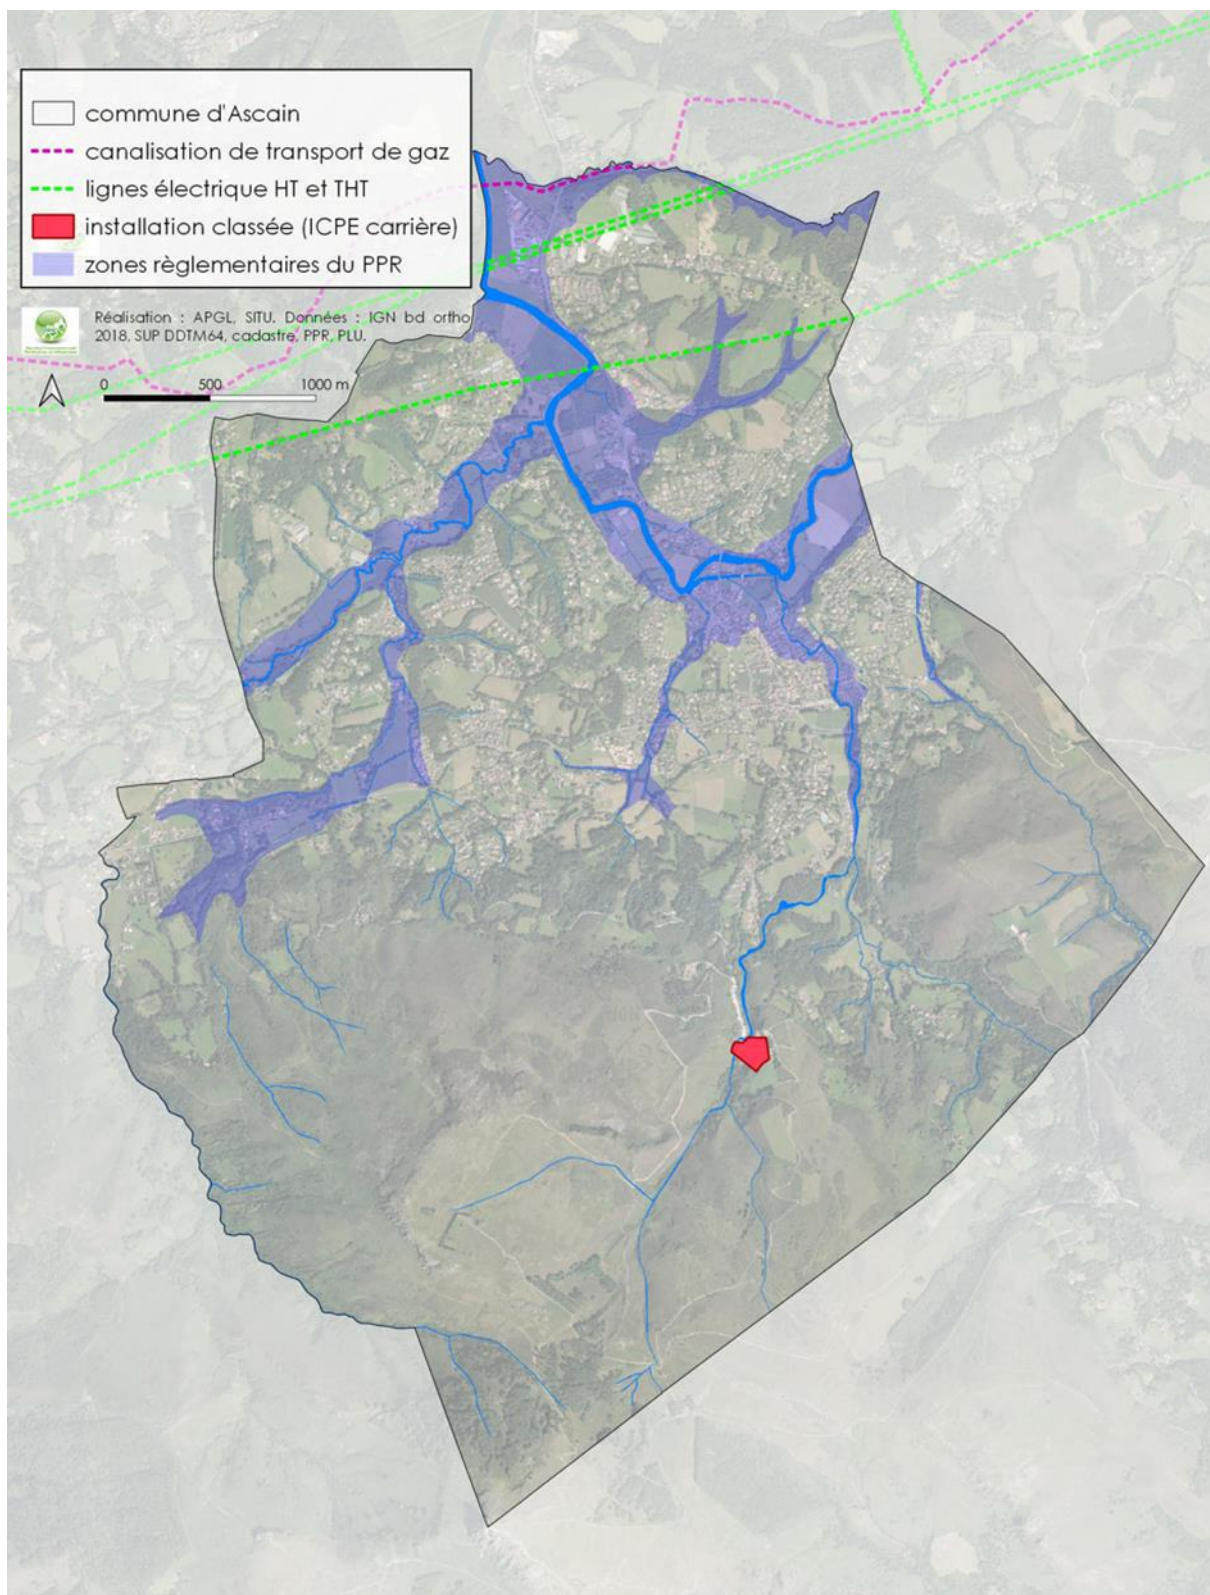 commune d'Ascain
canalisation de transport de gaz
lignes électrique HT et THT
installation classée (ICPE carrière)
zones règlementaires du PPR
Réalisation : APGL, SITU. Données : IGN bd ortho
2018, SUP DDTM64, cadastre, PPR, PLU.
0 500 1000 m